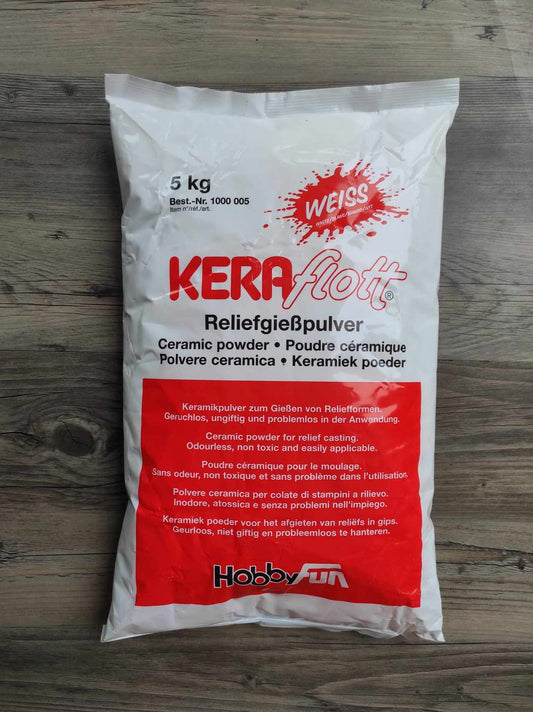 5 kg
Best.-Nr. 1000 005
Item n°/réf./art.
WEISS
KERAflott®
Reliefgießpulver
Ceramic powder • Poudre céramique
Polvere ceramica • Keramiek poeder
Keramikpulver zum Gießen von Reliefformen.
Geruchlos, ungiftig und problemlos in der Anwendung.
Ceramic powder for relief casting.
Odourless, non toxic and easily applicable.
Poudre céramique pour le moulage.
Sans odeur, non toxique et sans problème dans l'utilisation.
Polvere ceramica per colate di stampini a rilievo.
Inodore, atossica e senza problemi nell'impiego.
Keramiek poeder voor het afgieten van reliëfs in gips.
Geurloos, niet giftig en probleemloos te hanteren.
HobbyFun